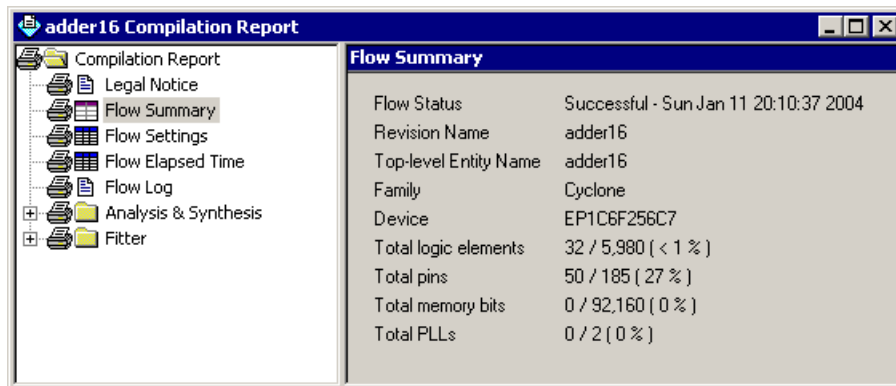 adder16 Compilation Report
Compilation Report
Legal Notice
Flow Summary
Flow Settings
Flow Elapsed Time
Flow Log
Analysis & Synthesis
Fitter
Flow Summary
Flow Status Successful - Sun Jan 11 20:10:37 2004
Revision Name adder16
Top-level Entity Name adder16
Family Cyclone
Device EP1C6F256C7
Total logic elements 32 / 5,980 ( < 1 % )
Total pins 50 / 185 ( 27 % )
Total memory bits 0 / 92,160 ( 0 % )
Total PLLs 0 / 2 ( 0 % )